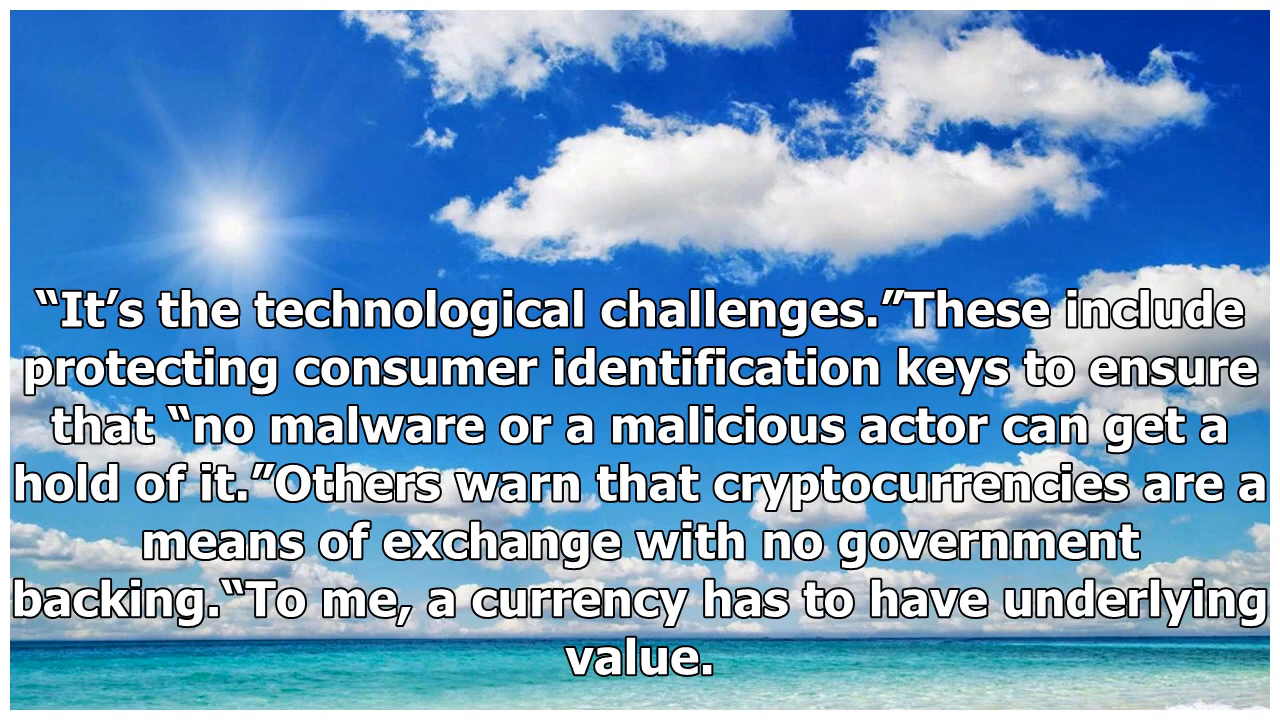 “It’s the technological challenges.”These include
protecting consumer identification keys to ensure
that “no malware or a malicious actor can get a
hold of it.”Others warn that cryptocurrencies are a
means of exchange with no government
backing.“To me, a currency has to have underlying
value.